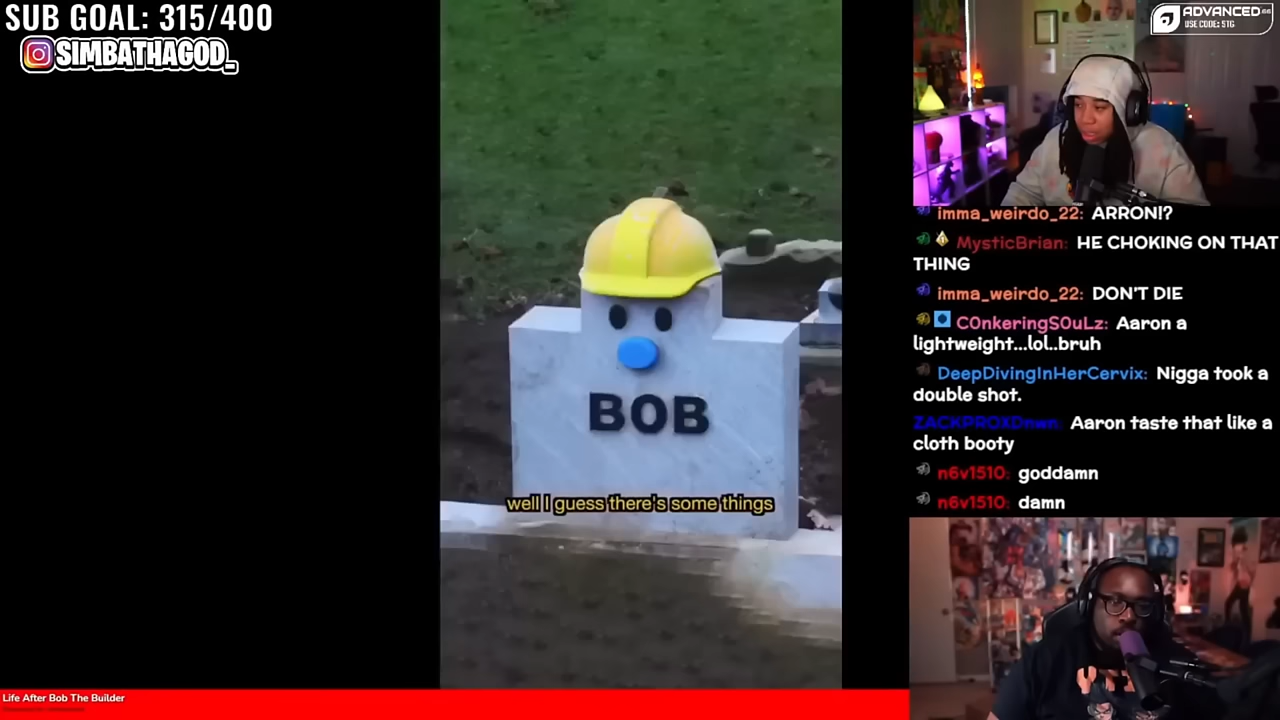 SUB GOAL: 315/400
SIMBATHAGOD_
ADVANCED.GG
USE CODE: STG
imma_weirdo_22: ARRON!?
MysticBrian: HE CHOKING ON THAT
THING
imma_weirdo_22: DON'T DIE
C0nkeringS0uLz: Aaron a
lightweight...lol..bruh
DeepDivingInHerCervix: Nigga took a
double shot.
ZACKPROXDnwn: Aaron taste that like a
cloth booty
n6v1510: goddamn
n6v1510: damn
BOB
well I guess there's some things
Life After Bob The Builder